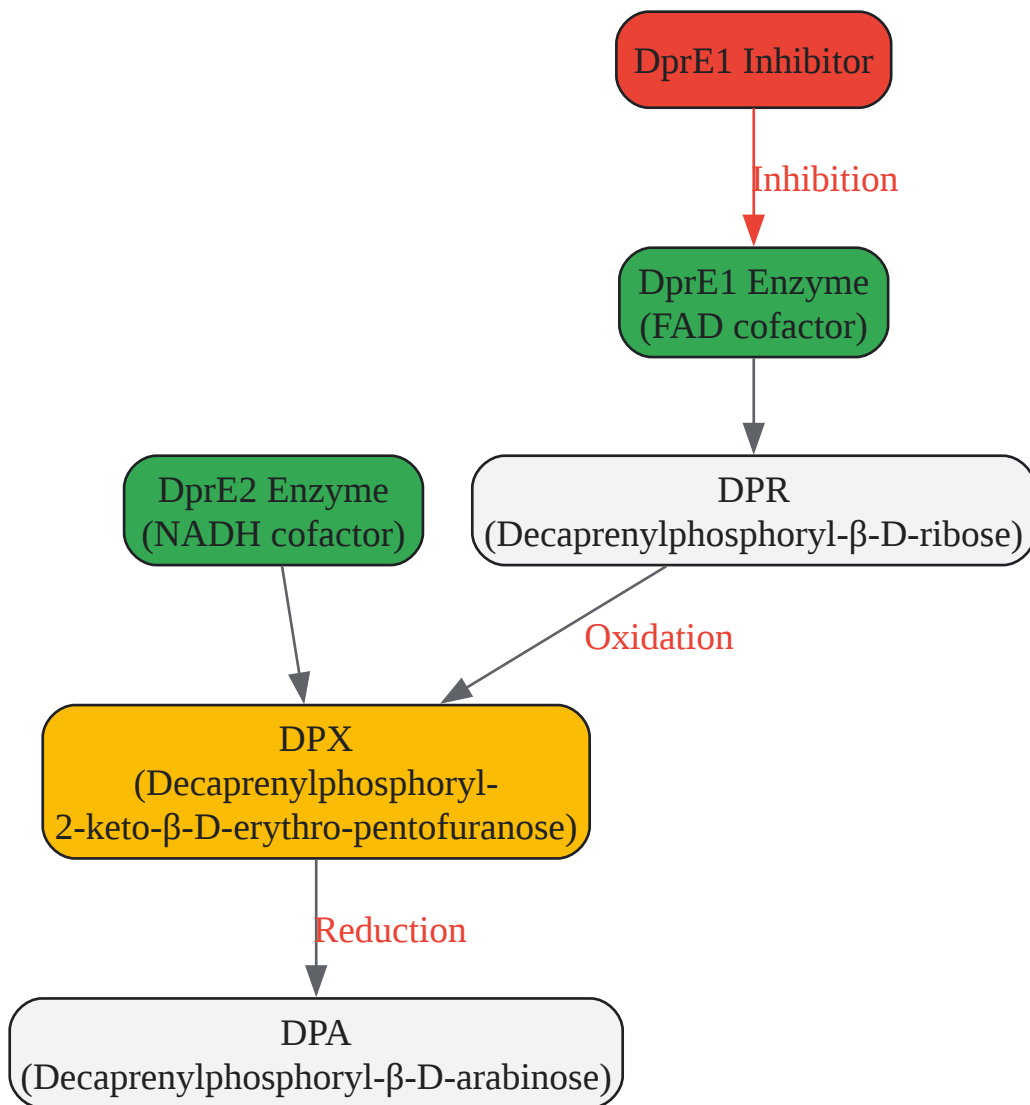 DprE1 Inhibitor
Inhibition
DprE1 Enzyme
(FAD cofactor)
DprE2 Enzyme
(NADH cofactor)
DPR
(Decaprenylphosphoryl-β-D-ribose)
Oxidation
DPX
(Decaprenylphosphoryl-
2-keto-β-D-erythro-pentofuranose)
Reduction
DPA
(Decaprenylphosphoryl-β-D-arabinose)